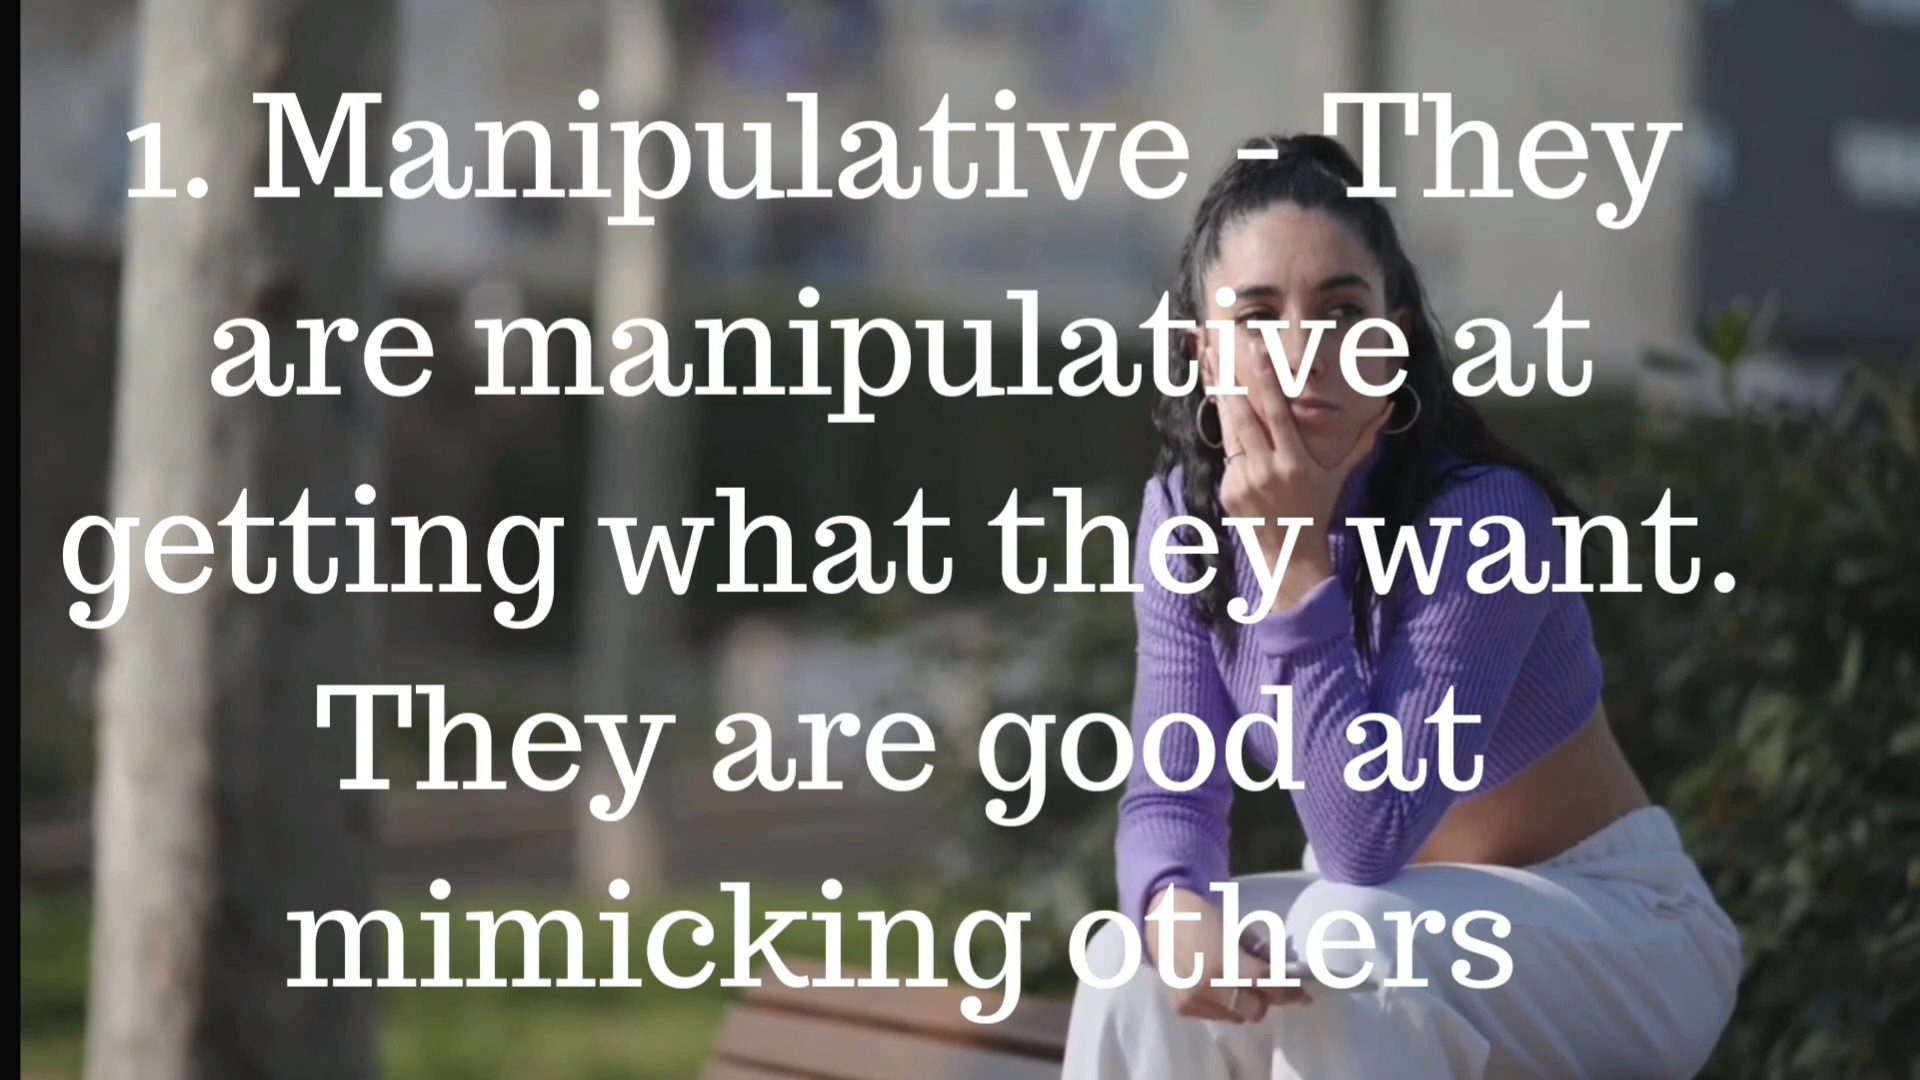 1. Manipulative - They
are manipulative at
getting what they want.
They are good at
mimicking others